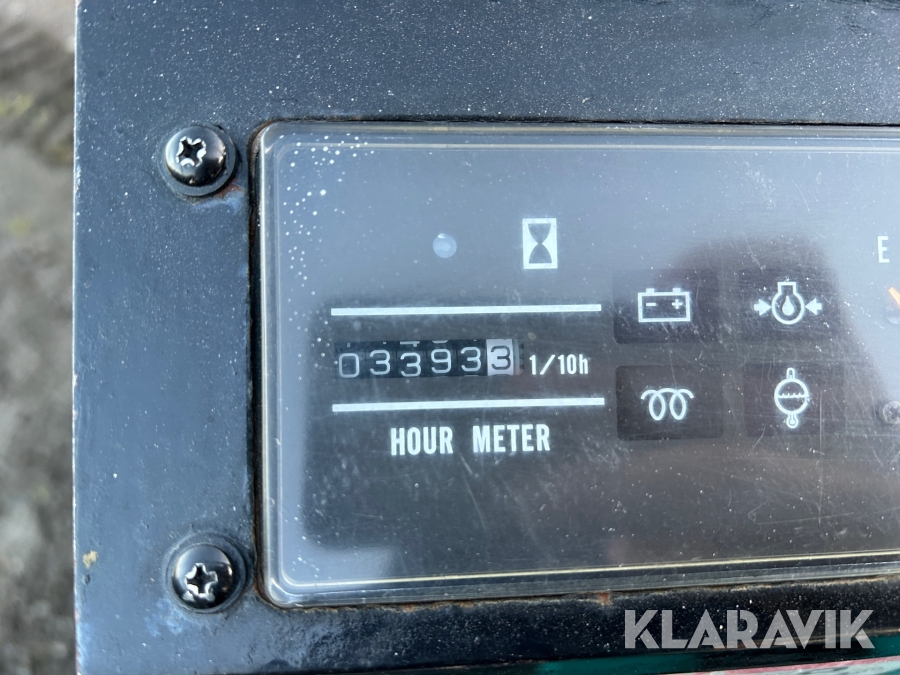 E
033933 1/10h
HOUR METER
KLARAVIK